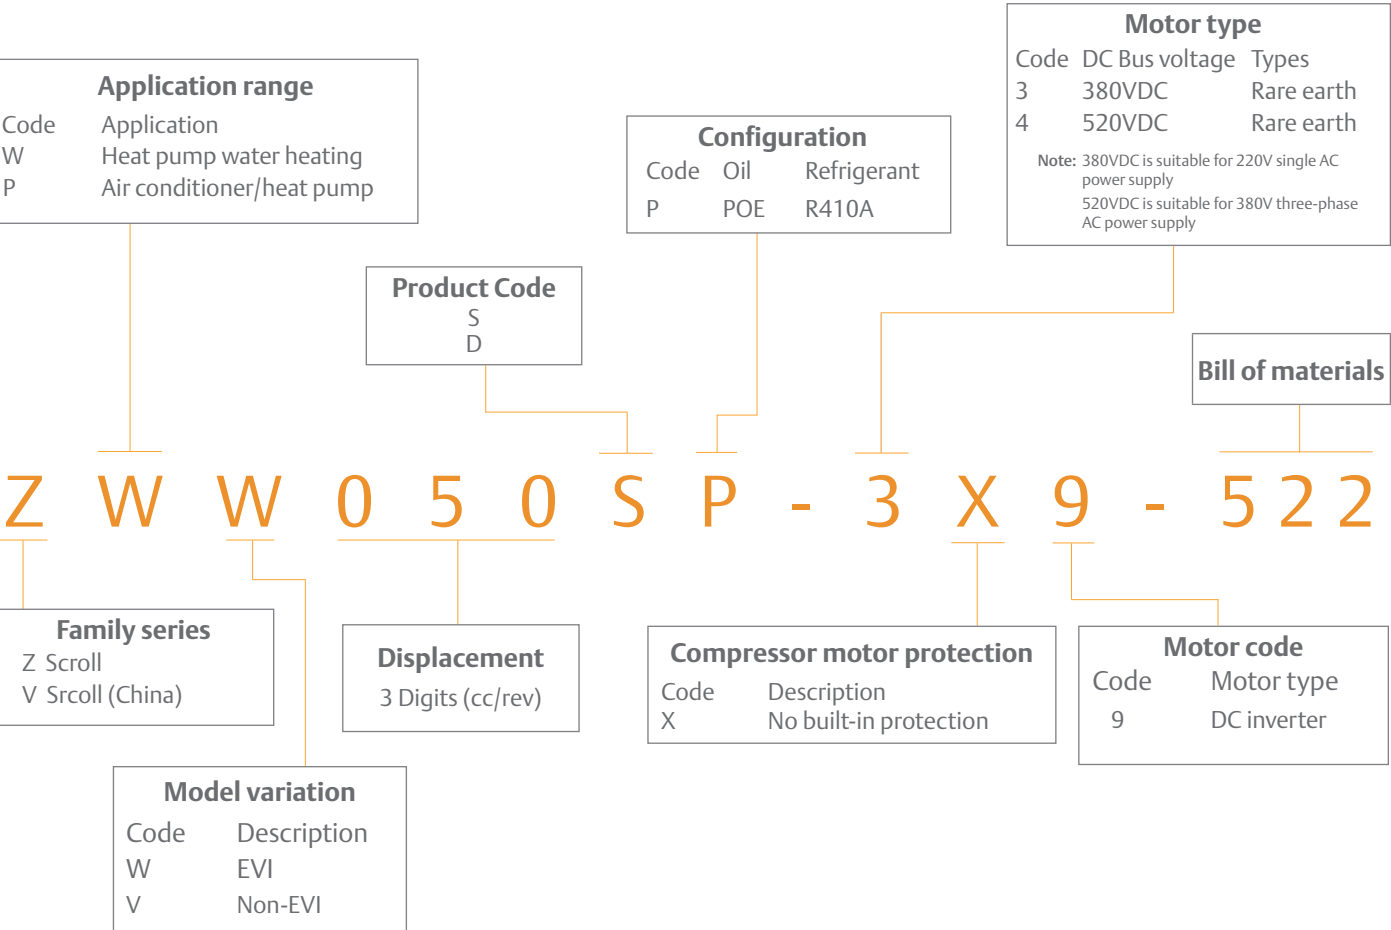 Motor type
Code DC Bus voltage Types
3 380VDC Rare earth
4 520VDC Rare earth
Note: 380VDC is suitable for 220V single AC
power supply
520VDC is suitable for 380V three-phase
AC power supply
Application range
Code Application
W Heat pump water heating
P Air conditioner/heat pump
Configuration
Code Oil Refrigerant
P POE R410A
Product Code
S
D
Bill of materials
Z W W 0 5 0 S P - 3 X 9 - 5 2 2
Family series
Z Scroll
V Srcoll (China)
Displacement
3 Digits (cc/rev)
Compressor motor protection
Code Description
X No built-in protection
Motor code
Code Motor type
9 DC inverter
Model variation
Code Description
W EVI
V Non-EVI